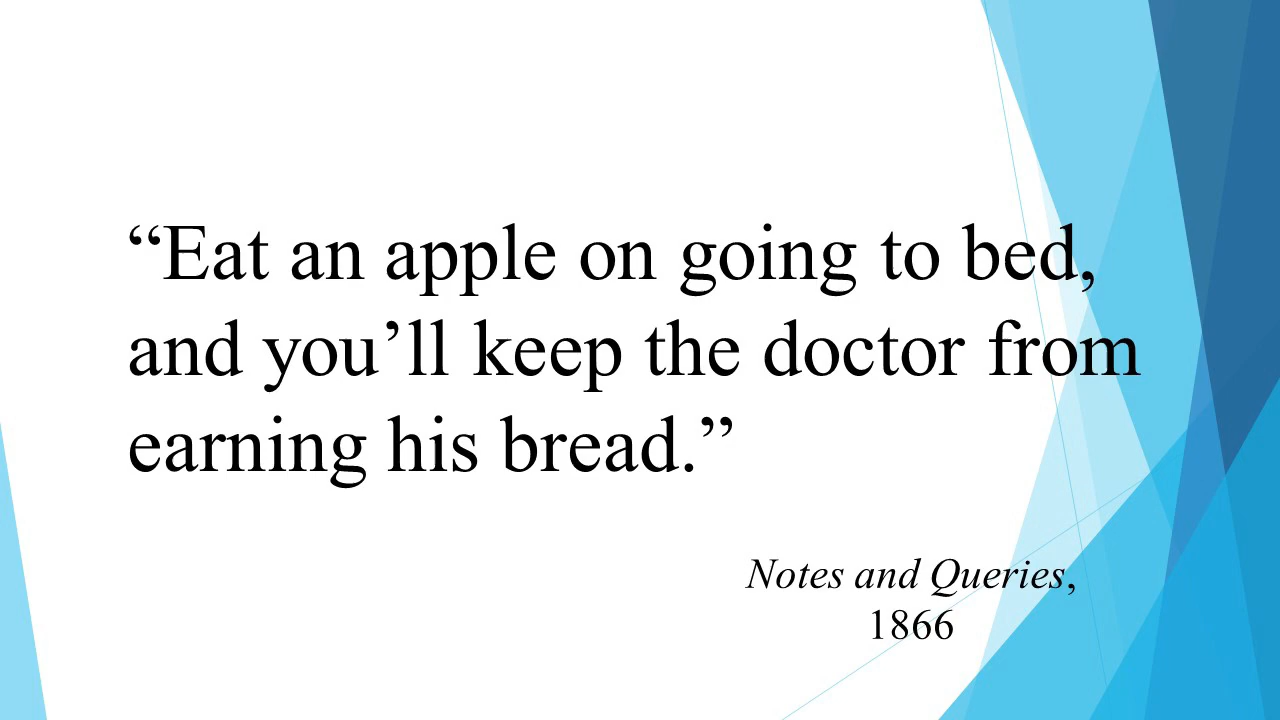 “Eat an apple on going to bed,
and you’ll keep the doctor from
earning his bread.”
Notes and Queries,
1866